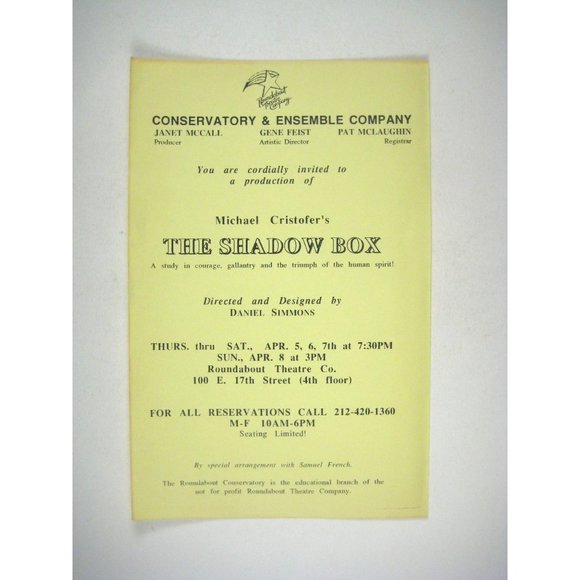 Roundabout
Theatre
Company
CONSERVATORY & ENSEMBLE COMPANY
JANET MCCALL GENE FEIST PAT MCLAUGHIN
Producer Artistic Director Registrar
You are cordially invited to
a production of
Michael Cristofer's
THE SHADOW BOX
A study in courage, gallantry and the triumph of the human spirit!
Directed and Designed by
DANIEL SIMMONS
THURS. thru SAT., APR. 5, 6, 7th at 7:30PM
SUN., APR. 8 at 3PM
Roundabout Theatre Co.
100 E. 17th Street (4th floor)
FOR ALL RESERVATIONS CALL 212-420-1360
M-F 10AM-6PM
Seating Limited!
By special arrangement with Samuel French.
The Roundabout Conservatory is the educational branch of the
not for profit Roundabout Theatre Company.